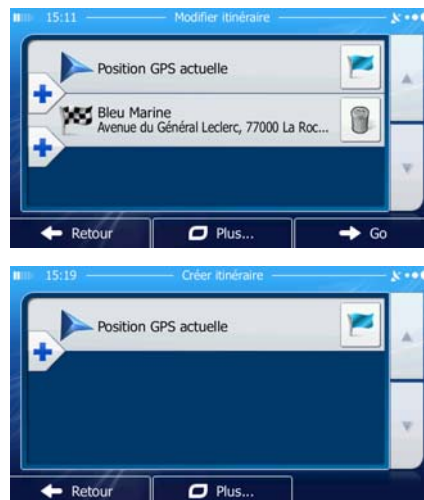 15:11 Modifier itinéraire
Position GPS actuelle
Bleu Marine
Avenue du Général Leclerc, 77000 La Roc...
Retour Plus... Go
15:19 Créer itinéraire
Position GPS actuelle
Retour Plus...